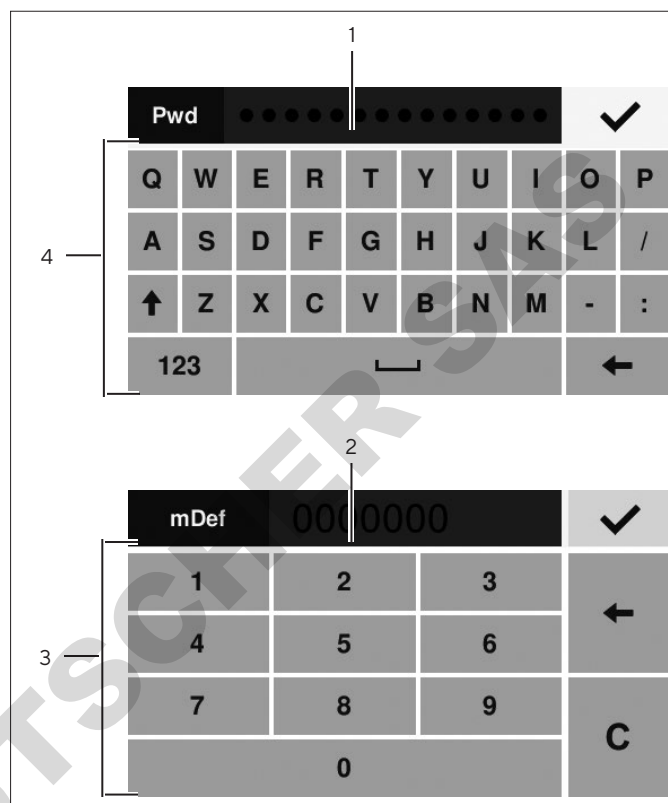 1
Pwd
Q W E R T Y U I O P
4
A S D F G H J K L /
Z X C V B N M - :
123
2
mDef 0000000
1 2 3
4 5 6
3
7 8 9
C
0
TSCHER SAS